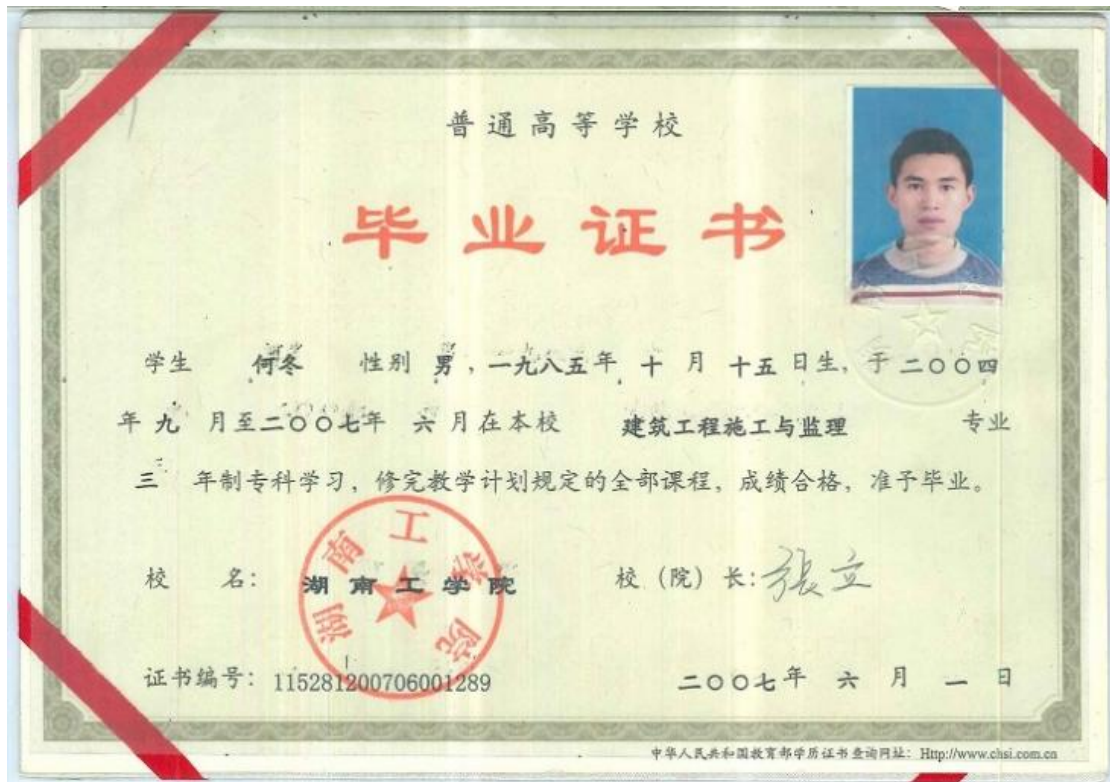 普通高等学校
毕业证书
学生 何冬 性别 男，一九八五年 十 月 十五 日生，于 二〇〇四
年 九 月至二〇〇七年 六 月在本校 建筑工程施工与监理 专业
三 年制专科学习，修完教学计划规定的全部课程，成绩合格，准予毕业。
校 名： 湖南工学院 校（院）长：张立
湖南工学院
证书编号：115281200706001289 二〇〇七年 六 月 一 日
中华人民共和国教育部学历证书查询网址：Http://www.chsi.com.cn